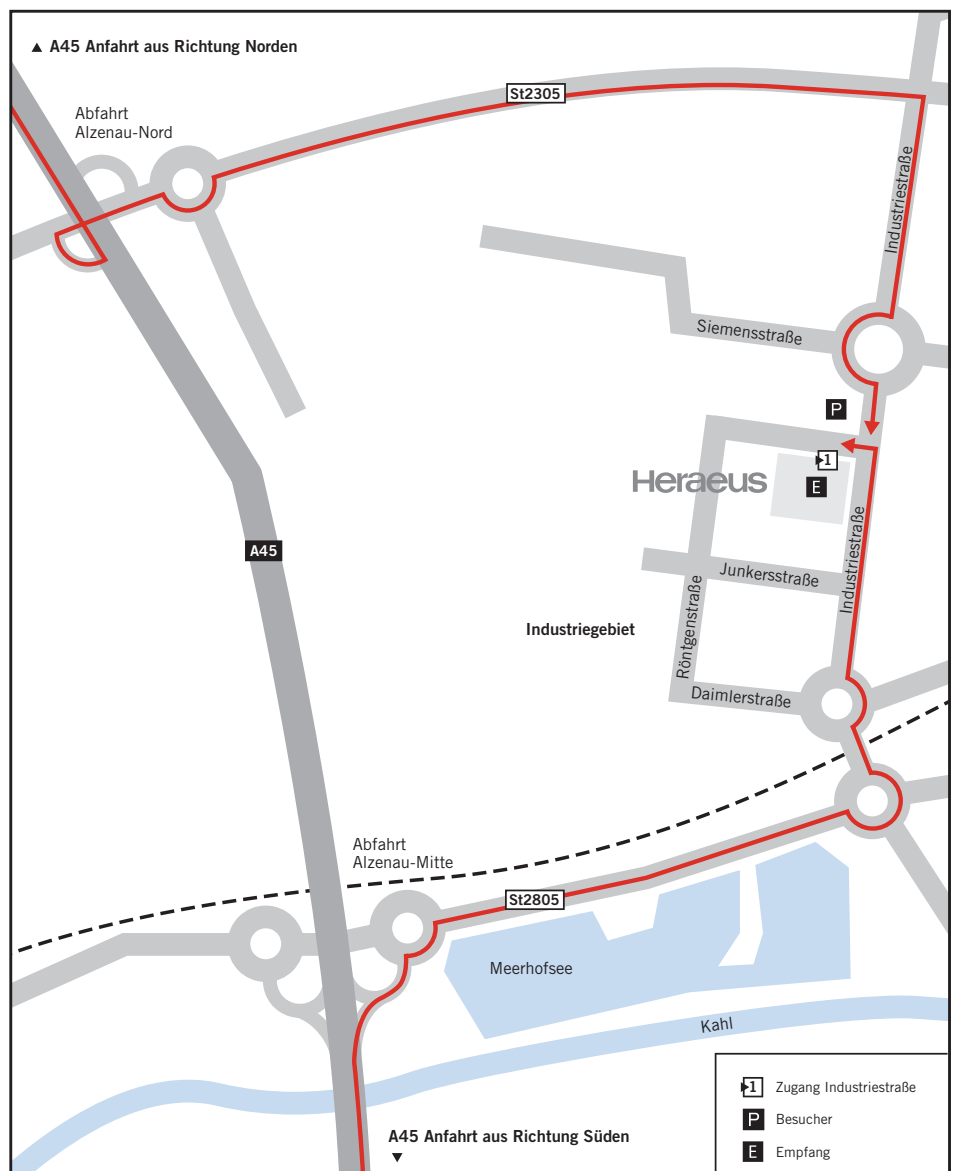 ▲ A45 Anfahrt aus Richtung Norden
St2305
Abfahrt
Alzenau-Nord
Industriestraße
Siemensstraße
P
1
Heraeus
E
A45
Industriestraße
Junkersstraße
Röntgenstraße
Industriegebiet
Daimlerstraße
Abfahrt
Alzenau-Mitte
St2805
Meerhofsee
Kahl
1 Zugang Industriestraße
P Besucher
E Empfang
A45 Anfahrt aus Richtung Süden
▼